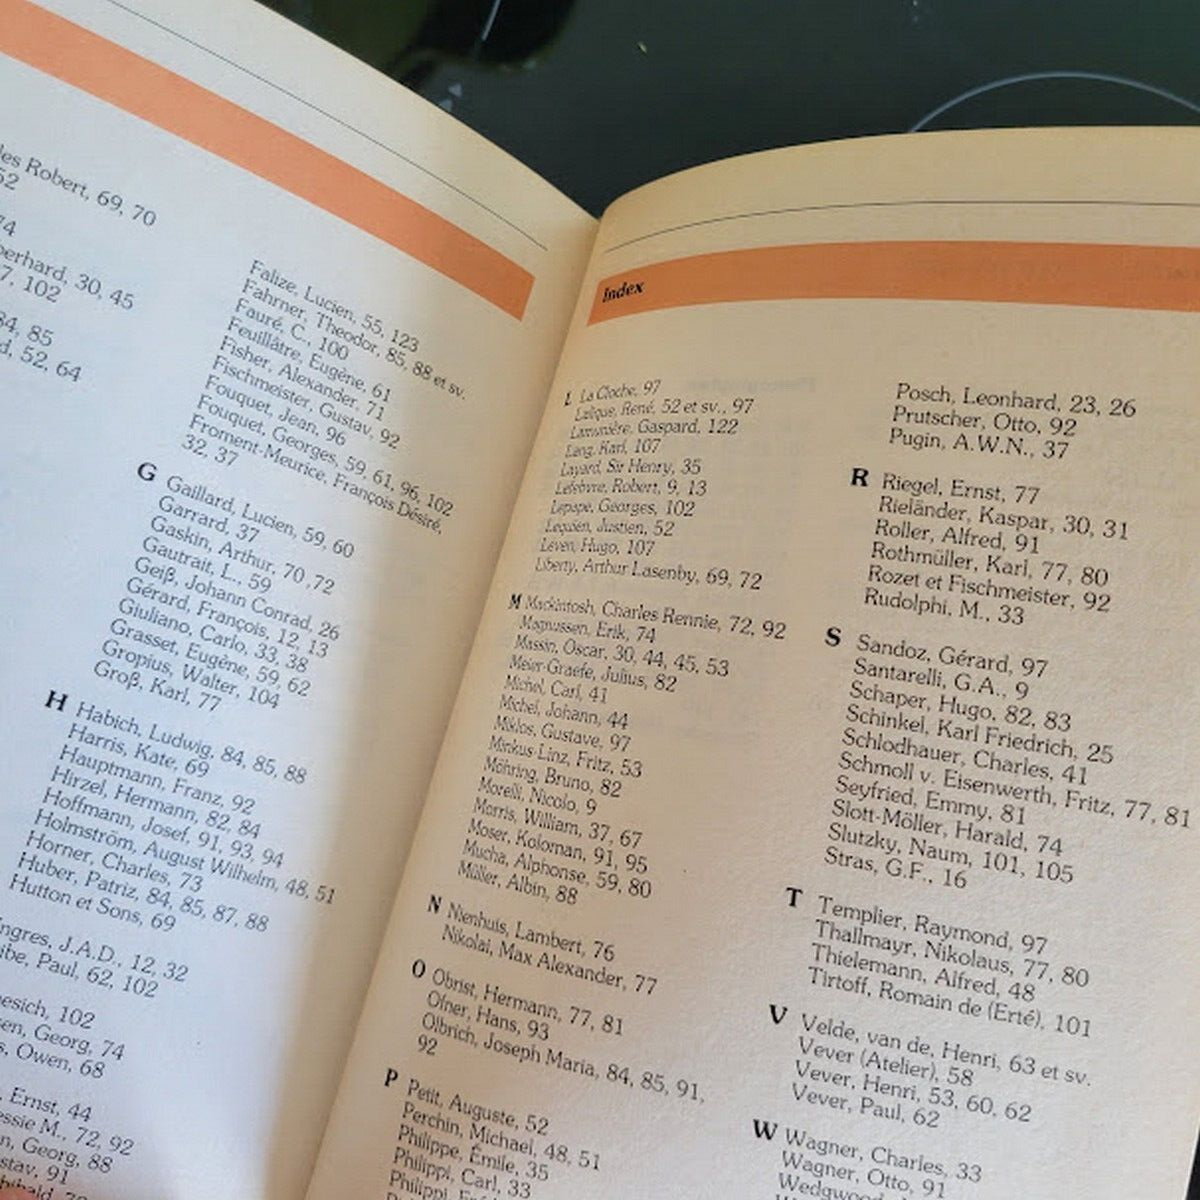 les Robert, 69, 70
52
74
berhard, 30, 45
7, 102
84, 85
d, 52, 64
ngres, J.A.D., 12, 32
ibe, Paul, 62, 102
esich, 102
sen, Georg, 74
s, Owen, 68
, Ernst, 44
essie M., 72, 92
n, Georg, 88
stav, 91
Falize, Lucien, 55, 123
Fahrner, Theodor, 85, 88 et sv.
Fauré, C., 100
Feuillâtre, Eugène, 61
Fisher, Alexander, 71
Fischmeister, Gustav, 92
Fouquet, Jean, 96
Fouquet, Georges, 59, 61, 96, 102
Froment-Meurice, François Désiré,
32, 37
G Gaillard, Lucien, 59, 60
Garrard, 37
Gaskin, Arthur, 70 ,72
Gautrait, L., 59
Geiß, Johann Conrad, 26
Gérard, François, 12, 13
Giuliano, Carlo, 33, 38
Grasset, Eugène, 59, 62
Gropius, Walter, 104
Groß, Karl, 77
H Habich, Ludwig, 84, 85, 88
Harris, Kate, 69
Hauptmann, Franz, 92
Hirzel, Hermann, 82, 84
Hoffmann, Josef, 91, 93, 94
Holmström, August Wilhelm, 48, 51
Horner, Charles, 73
Huber, Patriz, 84, 85, 87, 88
Hutton et Sons, 69
Index
L La Cloche, 97
Lalique, René, 52 et sv., 97
Lamunière, Gaspard, 122
Lang, Karl, 107
Layard, Sir Henry, 35
Lefebvre, Robert, 9, 13
Lepape, Georges, 102
Lequien, Justien, 52
Leven, Hugo, 107
Liberty, Arthur Lasenby, 69, 72
M Mackintosh, Charles Rennie, 72, 92
Magnussen, Erik, 74
Massin, Oscar, 30, 44, 45, 53
Meier-Graefe, Julius, 82
Michel, Carl, 41
Michel, Johann, 44
Miklos, Gustave, 97
Minkus-Linz, Fritz, 53
Möhring, Bruno, 82
Morelli, Nicolo, 9
Morris, William, 37, 67
Moser, Koloman, 91, 95
Mucha, Alphonse, 59, 80
Müller, Albin, 88
N Nienhuis, Lambert, 76
Nikolai, Max Alexander, 77
O Obrist, Hermann, 77, 81
Ofner, Hans, 93
Olbrich, Joseph Maria, 84, 85, 91,
92
P Petit, Auguste, 52
Perchin, Michael, 48, 51
Philippe, Émile, 35
Philippi, Carl, 33
Philippi,
Posch, Leonhard, 23, 26
Prutscher, Otto, 92
Pugin, A.W.N., 37
R Riegel, Ernst, 77
Rieländer, Kaspar, 30, 31
Roller, Alfred, 91
Rothmüller, Karl, 77, 80
Rozet et Fischmeister, 92
Rudolphi, M., 33
S Sandoz, Gérard, 97
Santarelli, G.A., 9
Schaper, Hugo, 82, 83
Schinkel, Karl Friedrich, 25
Schlodhauer, Charles, 41
Schmoll v. Eisenwerth, Fritz, 77, 81
Seyfried, Emmy, 81
Slott-Möller, Harald, 74
Slutzky, Naum, 101, 105
Stras, G.F., 16
T Templier, Raymond, 97
Thallmayr, Nikolaus, 77, 80
Thielemann, Alfred, 48
Tirtoff, Romain de (Erté), 101
V Velde, van de, Henri, 63 et sv.
Vever (Atelier), 58
Vever, Henri, 53, 60, 62
Vever, Paul, 62
W Wagner, Charles, 33
Wagner, Otto, 91
Wedgwood